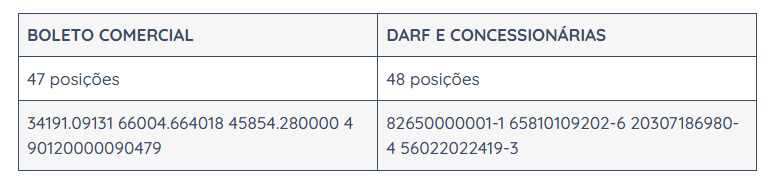 BOLETO COMERCIAL
DARF E CONCESSIONÁRIAS
47 posições
48 posições
34191.09131 66004.664018 45854.280000 4
90120000090479
82650000001-1 65810109202-6 20307186980-
4 56022022419-3